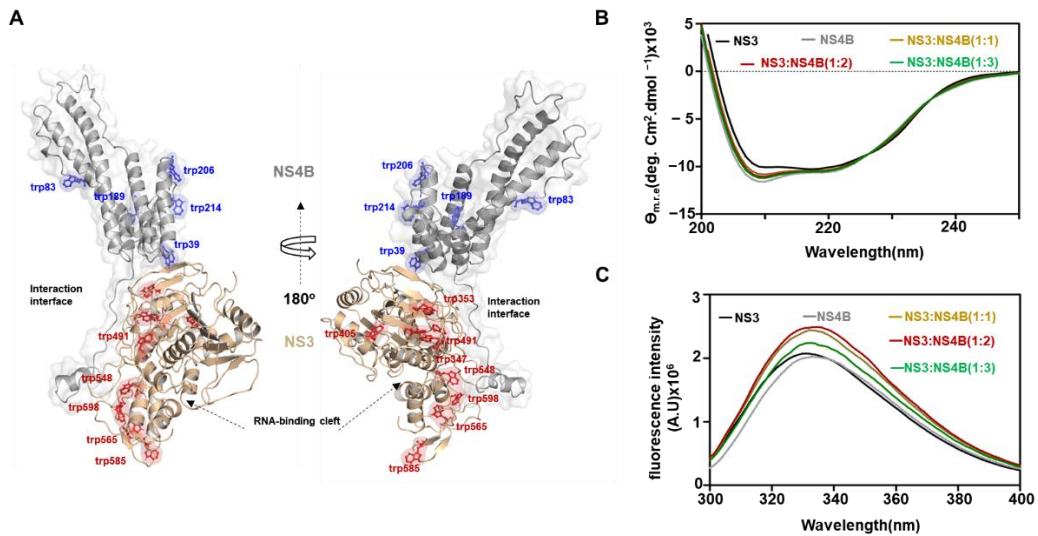 A
trp206
trp83
trp189
trp214
trp39
Interaction
interface
trp491
trp548
trp598
trp565
trp585
NS4B
180º
NS3
RNA-binding cleft
trp206
trp189
trp214
trp83
trp39
Interaction
interface
trp353
trp405
trp491
trp347
trp548
trp598
trp565
trp585
B
NS3
NS4B
NS3:NS4B(1:1)
NS3:NS4B(1:2)
NS3:NS4B(1:3)
5
0
−5
−10
−15
200
220
240
Wavelength(nm)
Ɵm.r.e(deg. Cm².dmol ⁻¹)x10³
C
NS3
NS4B
NS3:NS4B(1:1)
NS3:NS4B(1:2)
NS3:NS4B(1:3)
3
2
1
0
300
320
340
360
380
400
Wavelength(nm)
fluorescence intensity
(A.U)x10⁶